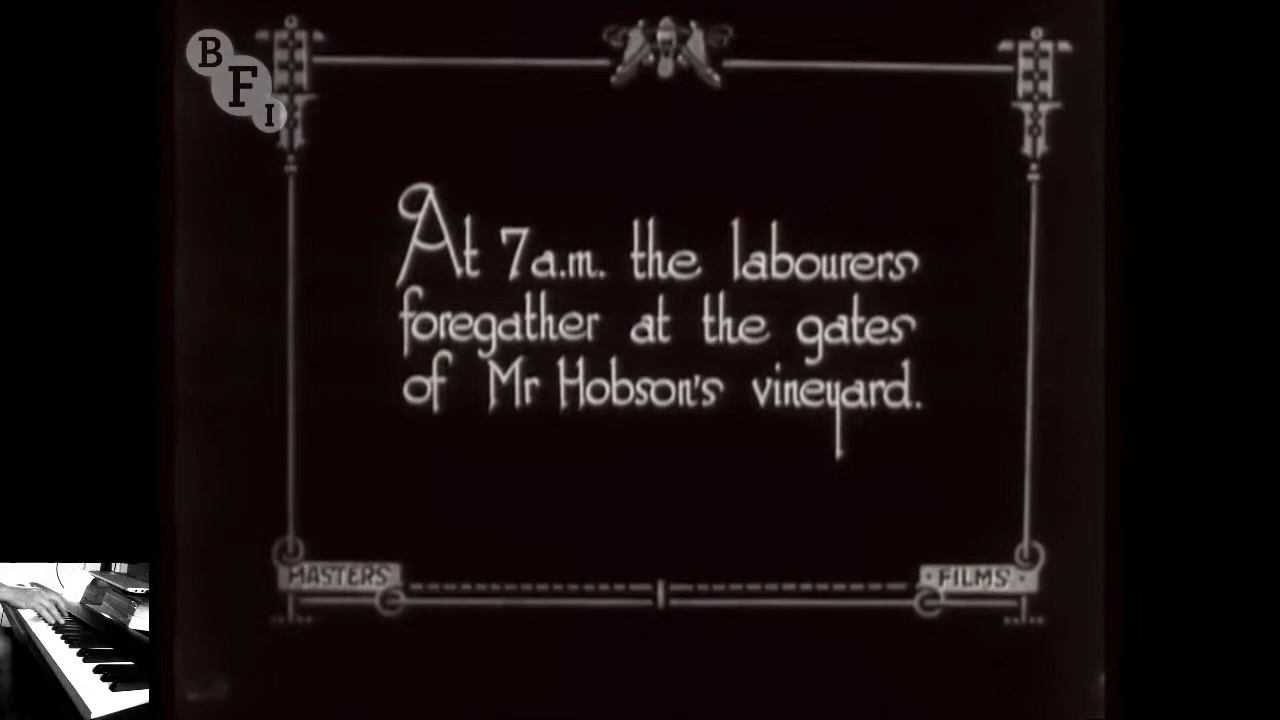 BFI
At 7a.m. the labourers
foregather at the gates
of Mr Hobson's vineyard.
MASTERS
· FILMS ·